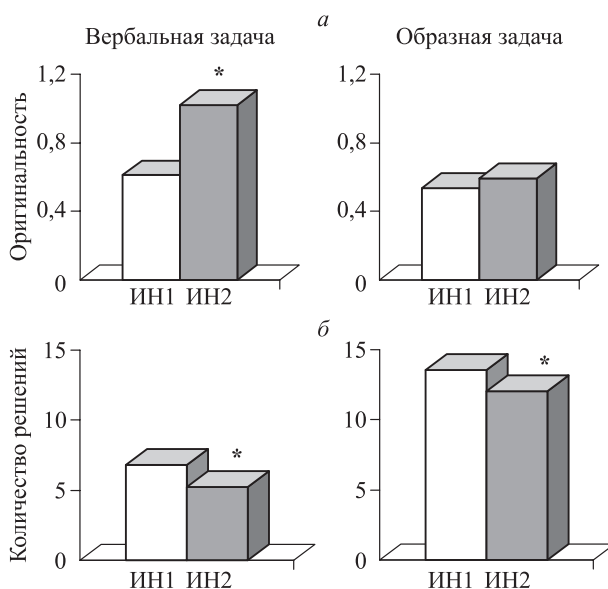 а
Вербальная задача Образная задача
Оригинальность
1,2
0,8
0,4
0
*
ИН1 ИН2
1,2
0,8
0,4
0
ИН1 ИН2
б
Количество решений
15
10
5
0
*
ИН1 ИН2
15
10
5
0
*
ИН1 ИН2